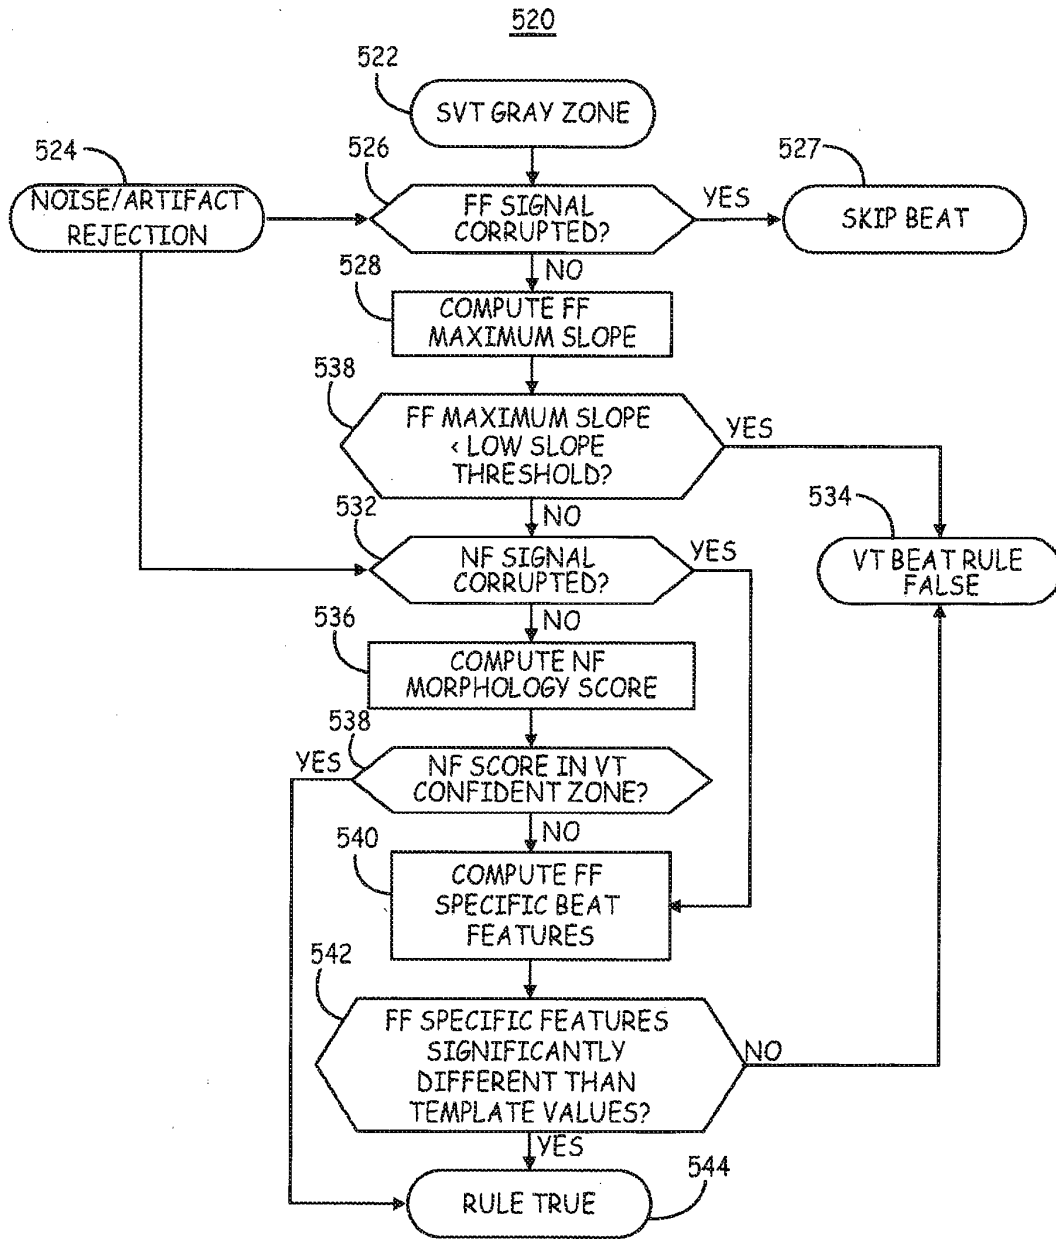 520
522
SVT GRAY ZONE
524
NOISE/ARTIFACT
REJECTION
526
FF SIGNAL
CORRUPTED?
YES
527
SKIP BEAT
NO
528
COMPUTE FF
MAXIMUM SLOPE
538
FF MAXIMUM SLOPE
< LOW SLOPE
THRESHOLD?
YES
NO
534
VT BEAT RULE
FALSE
532
NF SIGNAL
CORRUPTED?
YES
NO
536
COMPUTE NF
MORPHOLOGY SCORE
538
YES
NF SCORE IN VT
CONFIDENT ZONE?
NO
540
COMPUTE FF
SPECIFIC BEAT
FEATURES
542
FF SPECIFIC FEATURES
SIGNIFICANTLY
DIFFERENT THAN
TEMPLATE VALUES?
NO
YES
544
RULE TRUE